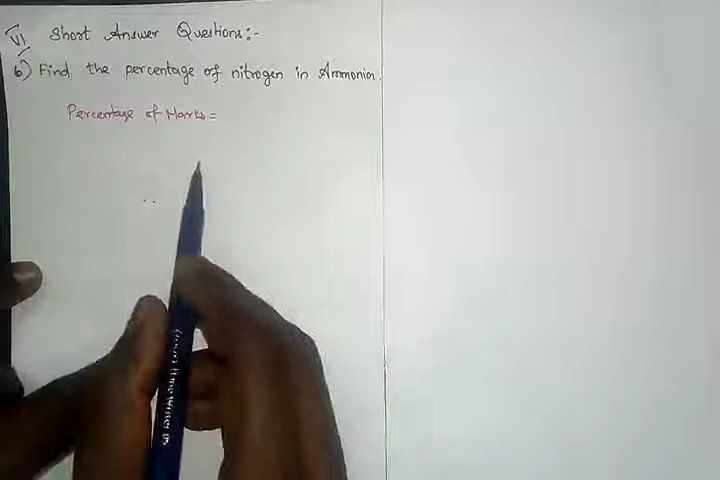 VI Short Answer Questions:-
6) Find the percentage of nitrogen in Ammonia.
Percentage of Marks =